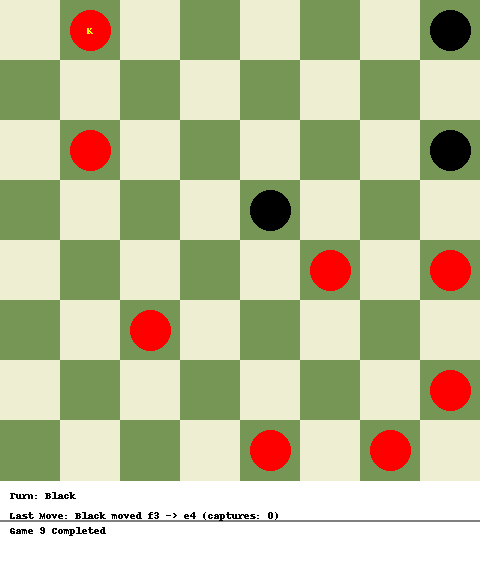 K
Turn: Black
Last Move: Black moved f3 -> e4 (captures: 0)
Game 9 Completed